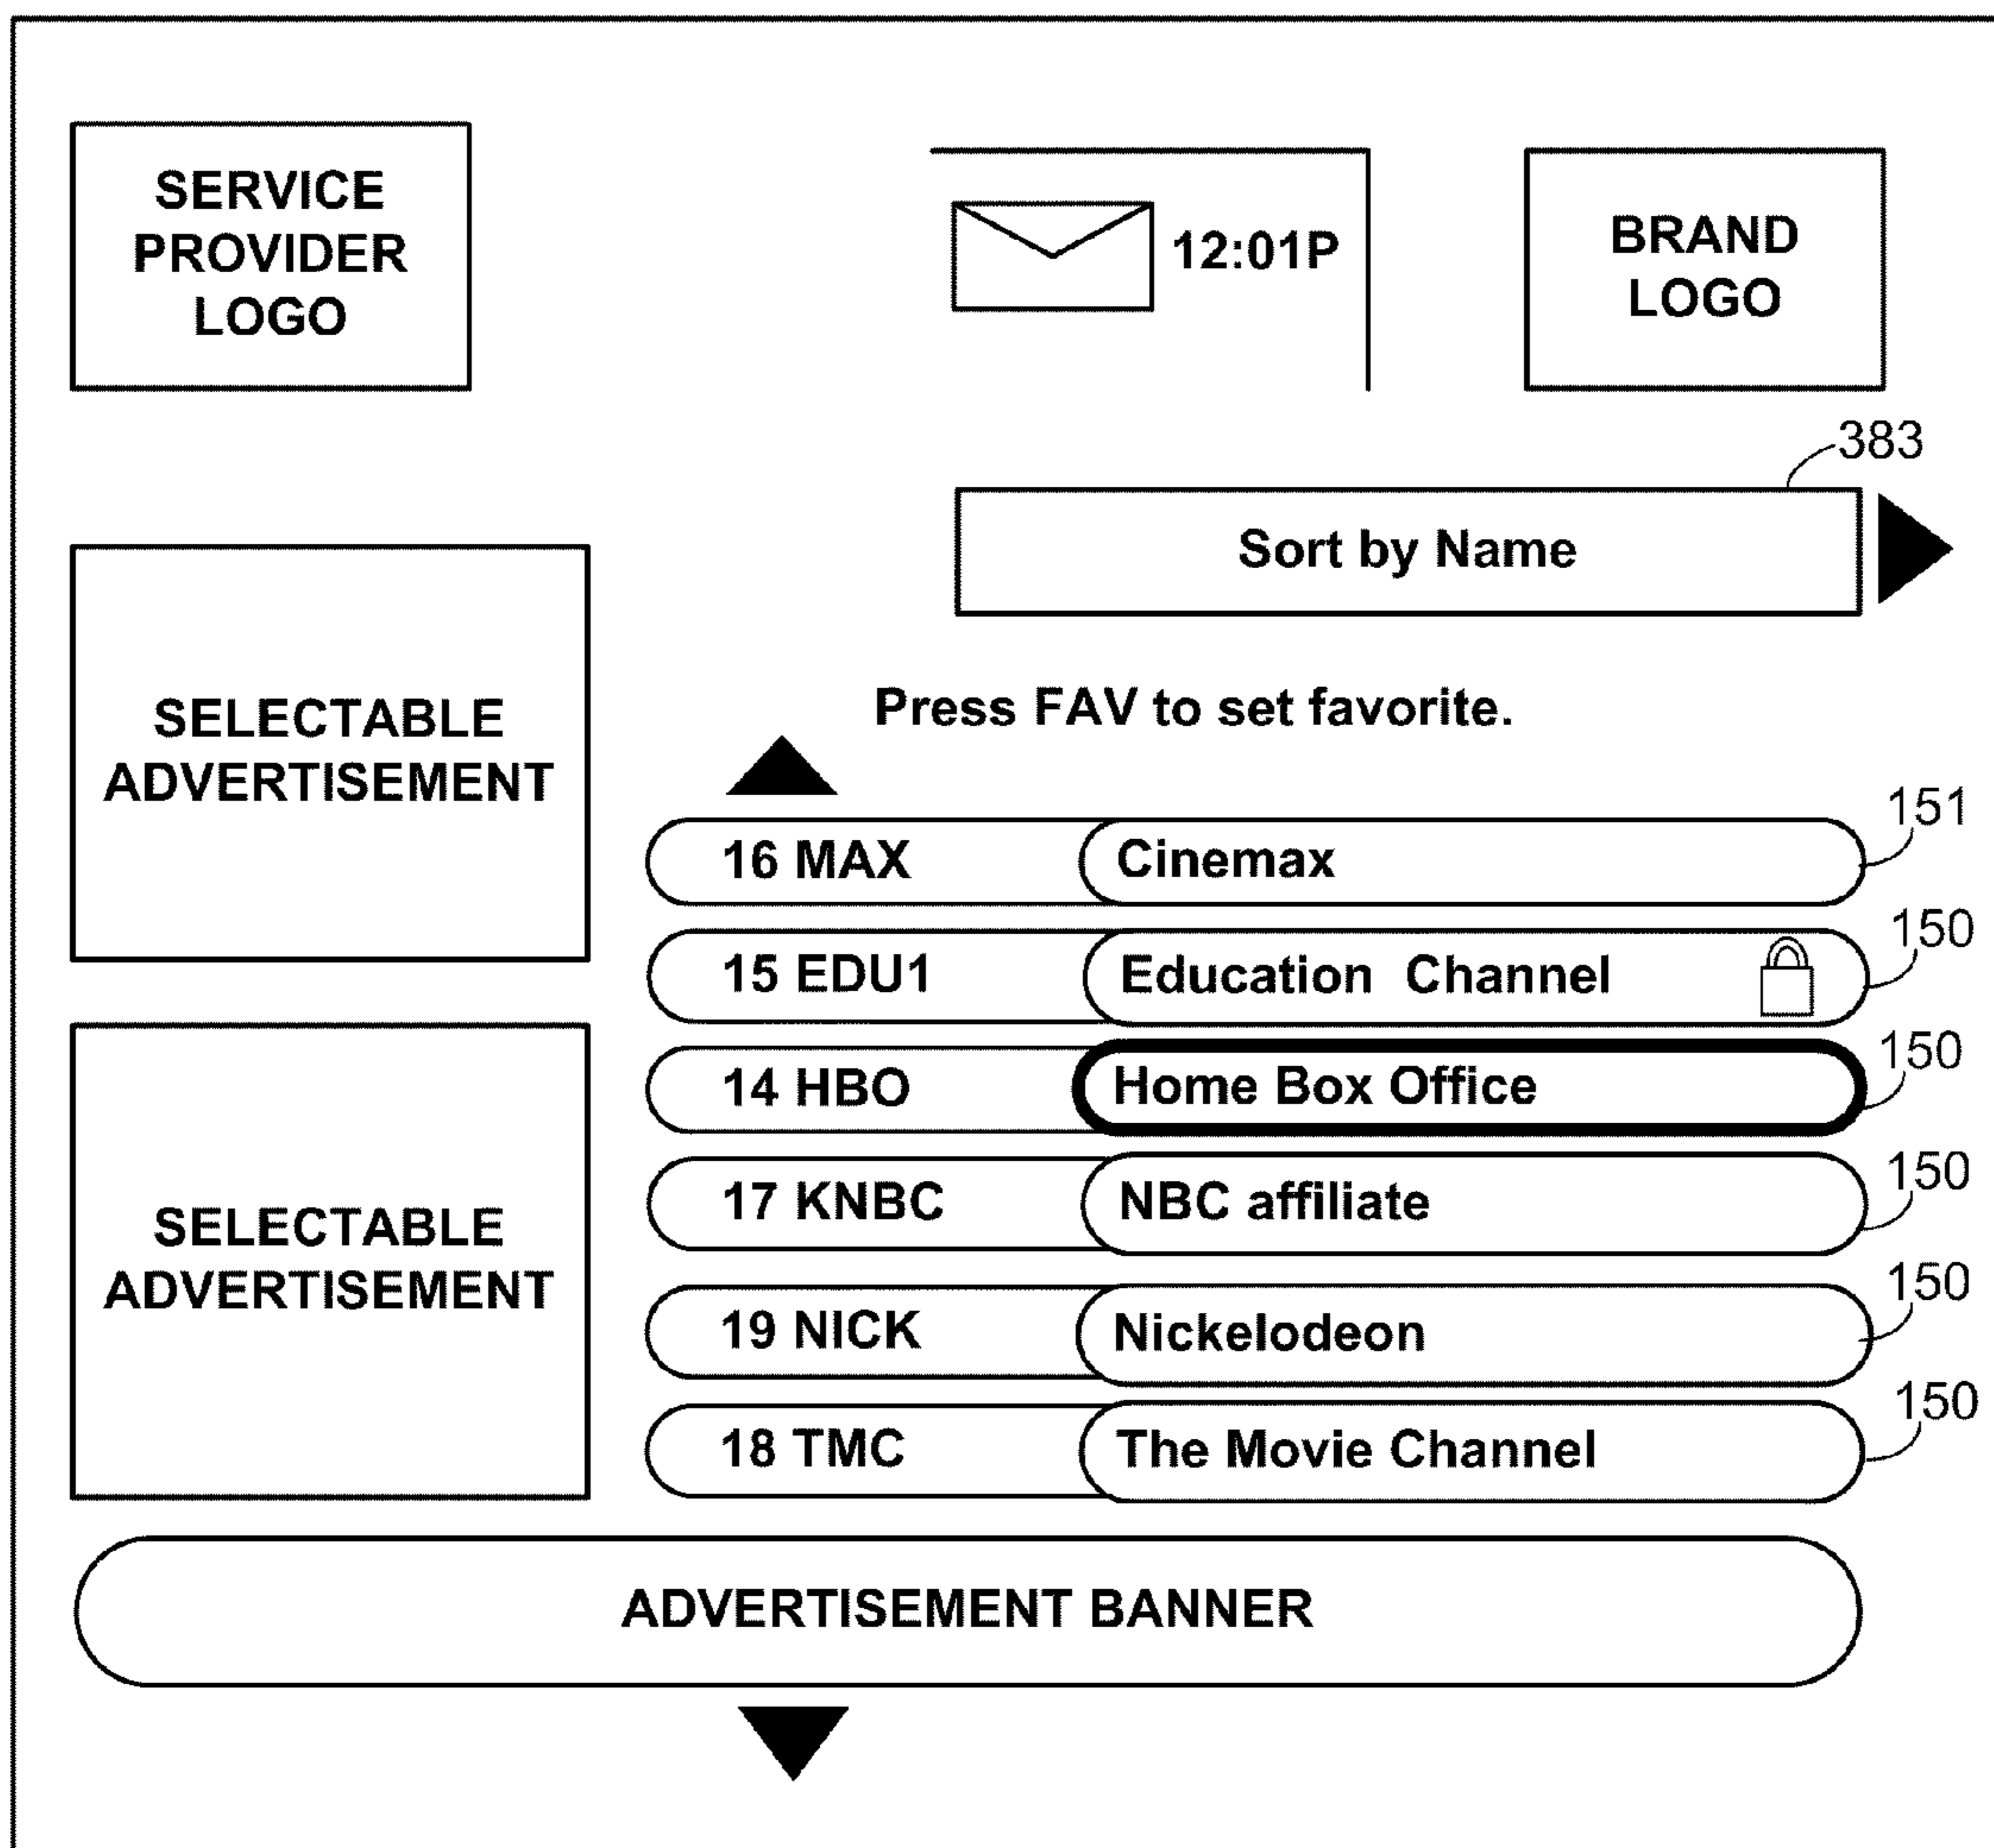 SERVICE
PROVIDER
LOGO
12:01P
BRAND
LOGO
383
Sort by Name
SELECTABLE
ADVERTISEMENT
Press FAV to set favorite.
151
16 MAX Cinemax
150
15 EDU1 Education Channel
150
14 HBO Home Box Office
150
17 KNBC NBC affiliate
150
19 NICK Nickelodeon
150
18 TMC The Movie Channel
SELECTABLE
ADVERTISEMENT
ADVERTISEMENT BANNER